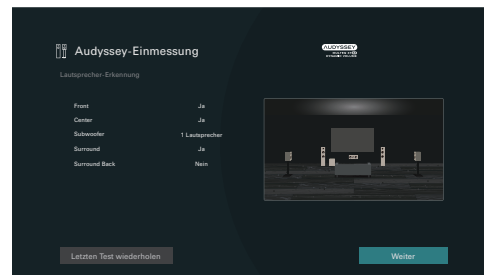 Audyssey-Einmessung
AUDYSSEY
Lautsprecher-Erkennung
Front Ja
Center Ja
Subwoofer 1 Lautsprecher
Surround Ja
Surround Back Nein
Letzten Test wiederholen
Weiter